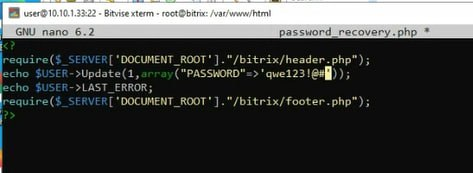 user@10.10.1.33:22 - Bitvise xterm - root@bitrix: /var/www/html
GNU nano 6.2 password_recovery.php *
<?
require($_SERVER['DOCUMENT_ROOT']."/bitrix/header.php");
echo $USER->Update(1,array("PASSWORD"=>'qwe123!@#'));
echo $USER->LAST_ERROR;
require($_SERVER['DOCUMENT_ROOT']."/bitrix/footer.php");
?>